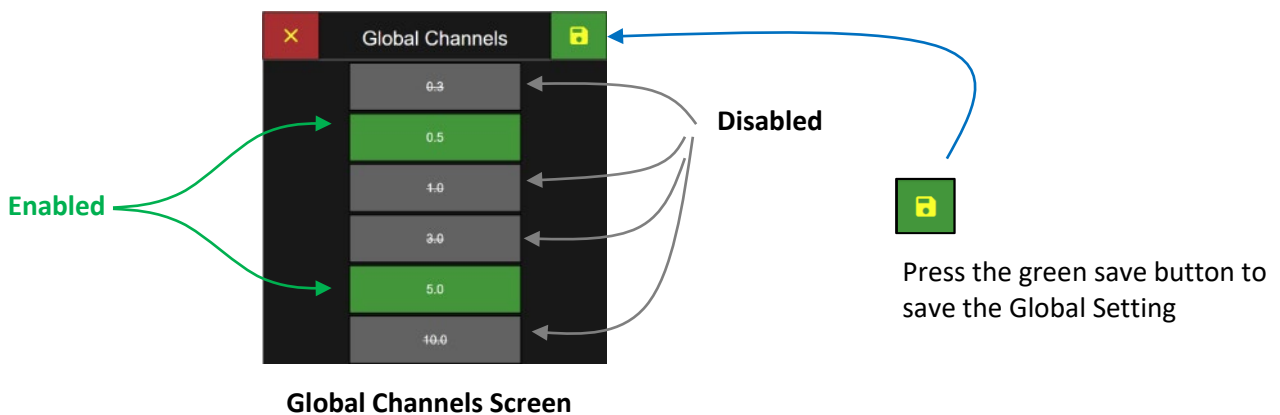 Global Channels
0.3
Disabled
0.5
1.0
Enabled
3.0
Press the green save button to
save the Global Setting
5.0
10.0
Global Channels Screen